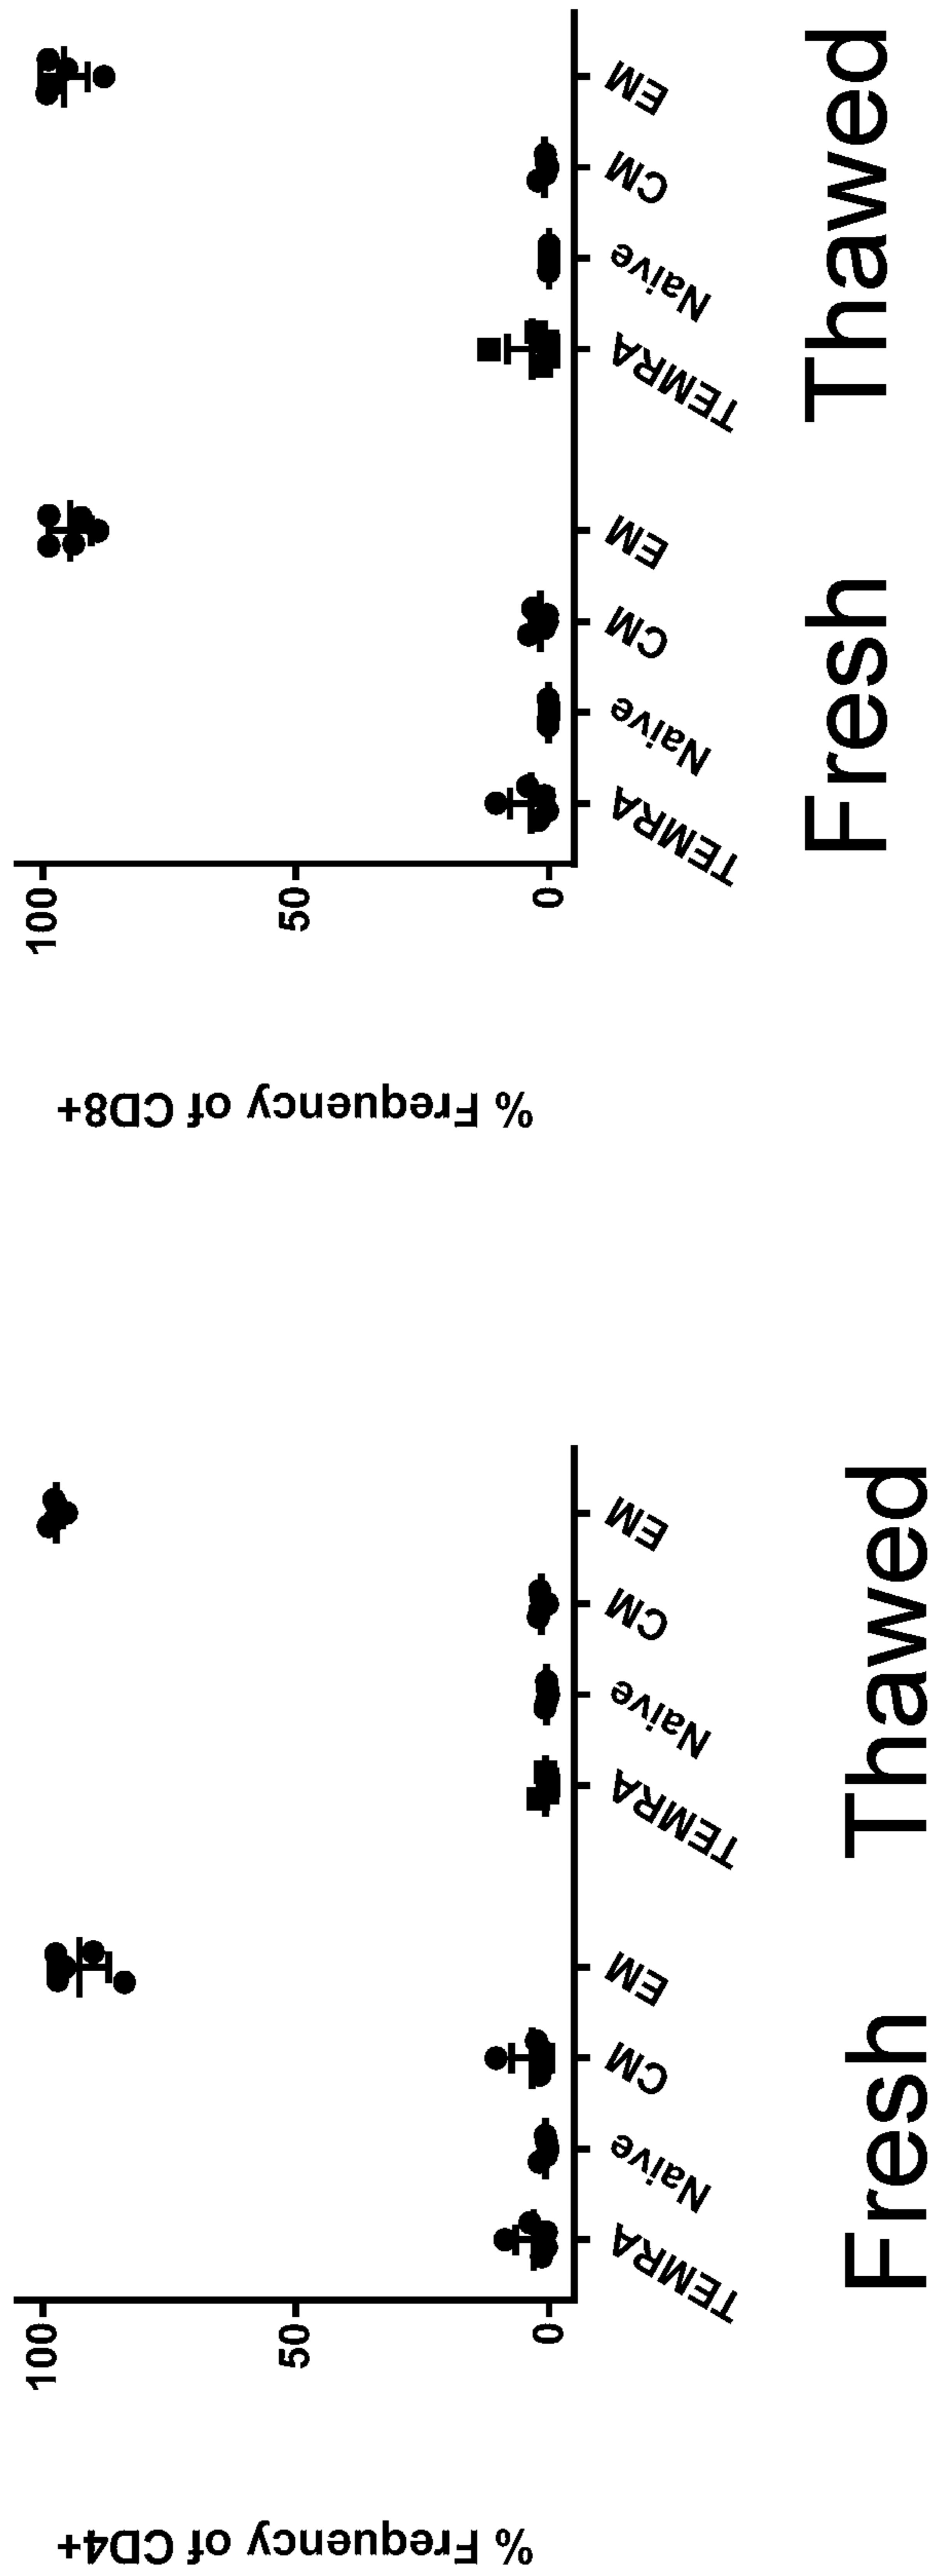 % Frequency of CD4+
100
50
0
TEMRA
Naive
CM
EM
TEMRA
Naive
CM
EM
Fresh
Thawed
% Frequency of CD8+
100
50
0
TEMRA
Naive
CM
EM
TEMRA
Naive
CM
EM
Fresh
Thawed